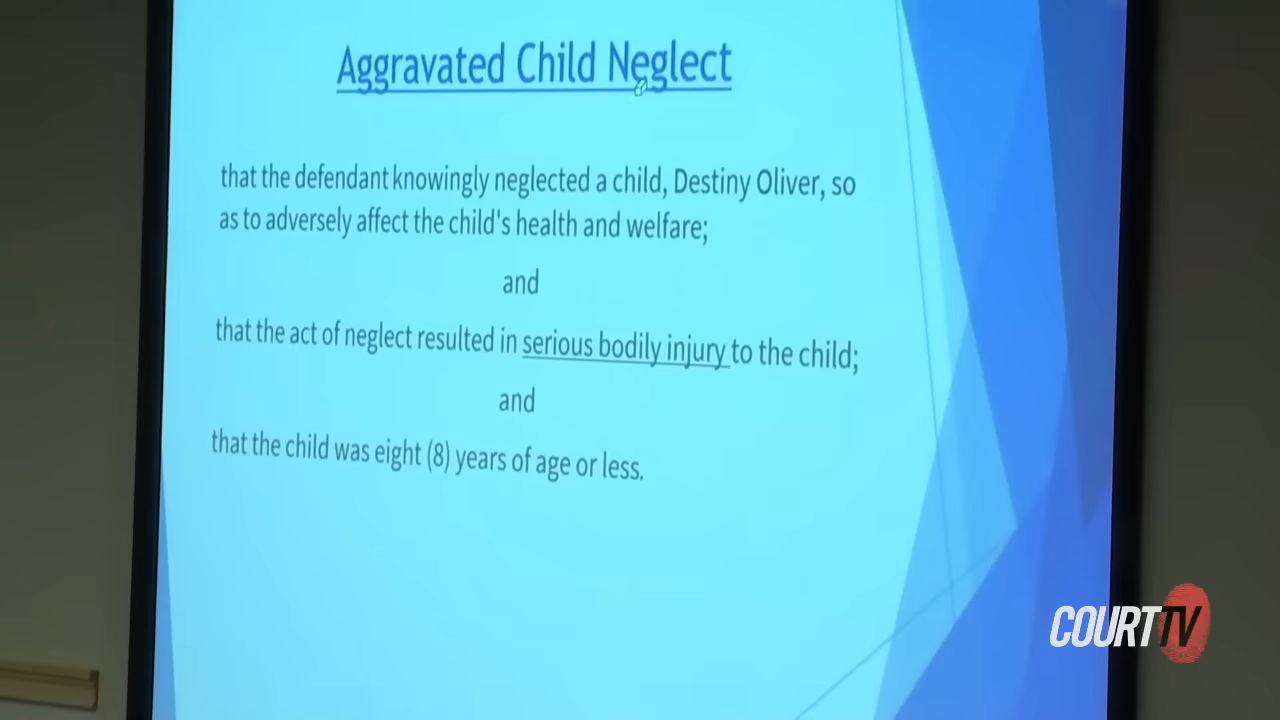 Aggravated Child Neglect
that the defendant knowingly neglected a child, Destiny Oliver, so
as to adversely affect the child's health and welfare;
and
that the act of neglect resulted in serious bodily injury to the child;
and
that the child was eight (8) years of age or less.
COURT TV